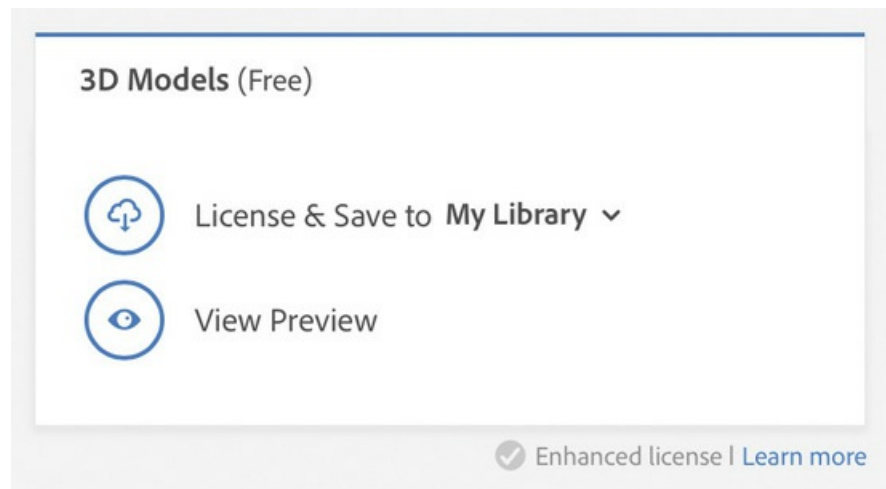 3D Models (Free)
License & Save to My Library
View Preview
Enhanced license | Learn more